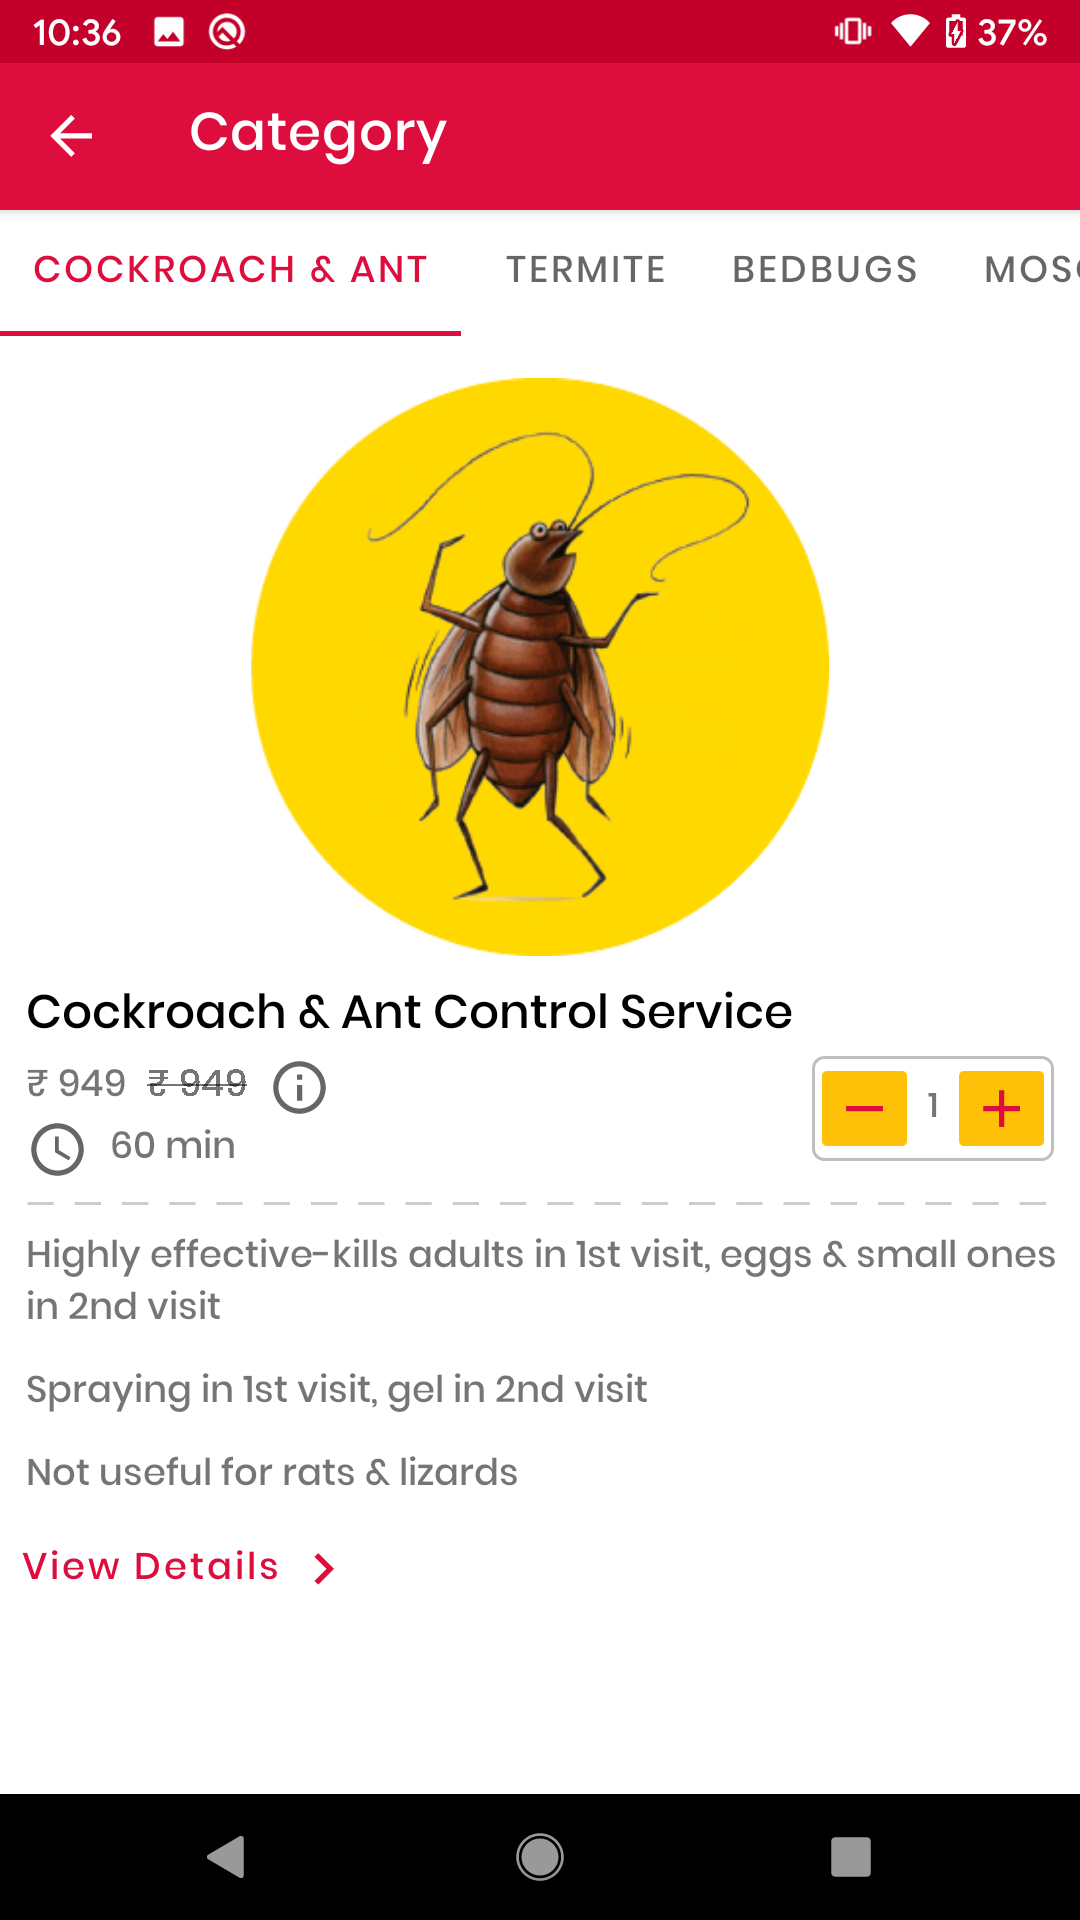 10:36
37%
Category
COCKROACH & ANT TERMITE BEDBUGS MOS
Cockroach & Ant Control Service
₹ 949 ₹ 949
1
60 min
Highly effective-kills adults in 1st visit, eggs & small ones
in 2nd visit
Spraying in 1st visit, gel in 2nd visit
Not useful for rats & lizards
View Details